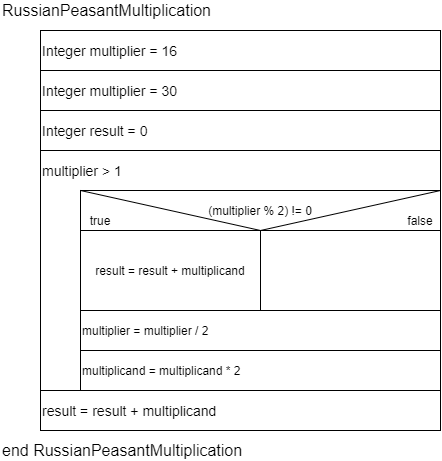 RussianPeasantMultiplication
Integer multiplier = 16
Integer multiplier = 30
Integer result = 0
multiplier > 1
(multiplier % 2) != 0
true
false
result = result + multiplicand
multiplier = multiplier / 2
multiplicand = multiplicand * 2
result = result + multiplicand
end RussianPeasantMultiplication